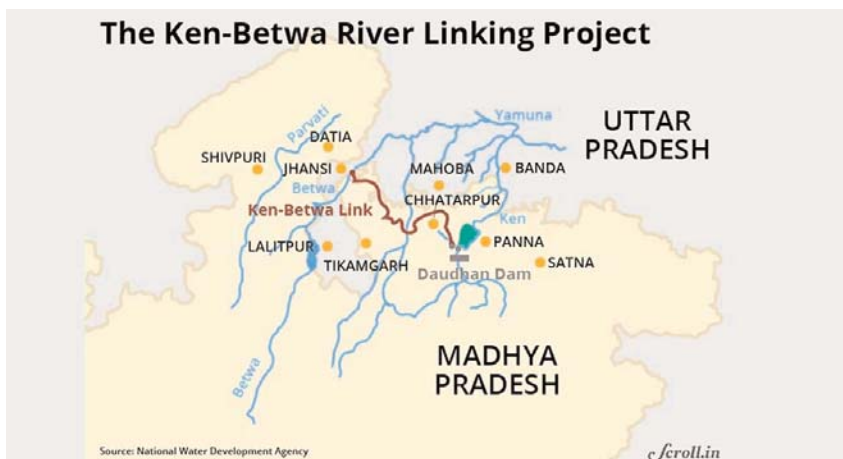 The Ken-Betwa River Linking Project
Yamuna
UTTAR
PRADESH
Parvati
DATIA
SHIVPURI
JHANSI
MAHOBA
BANDA
Betwa
CHHATARPUR
Ken-Betwa Link
Ken
LALITPUR
PANNA
TIKAMGARH
SATNA
Daudhan Dam
MADHYA
PRADESH
Betwa
Source: National Water Development Agency
Scroll.in